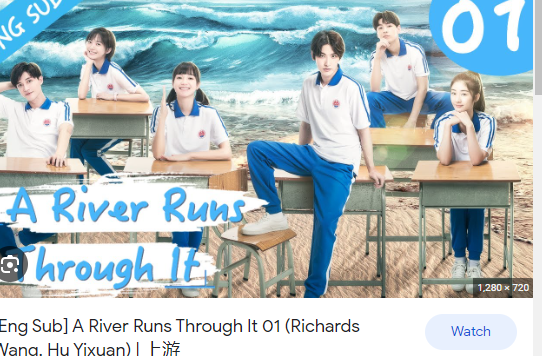 NG SUB
01
A River Runs
Through It
1,280 × 720
Eng Sub] A River Runs Through It 01 (Richards
Wang, Hu Yixuan) | 上游
Watch